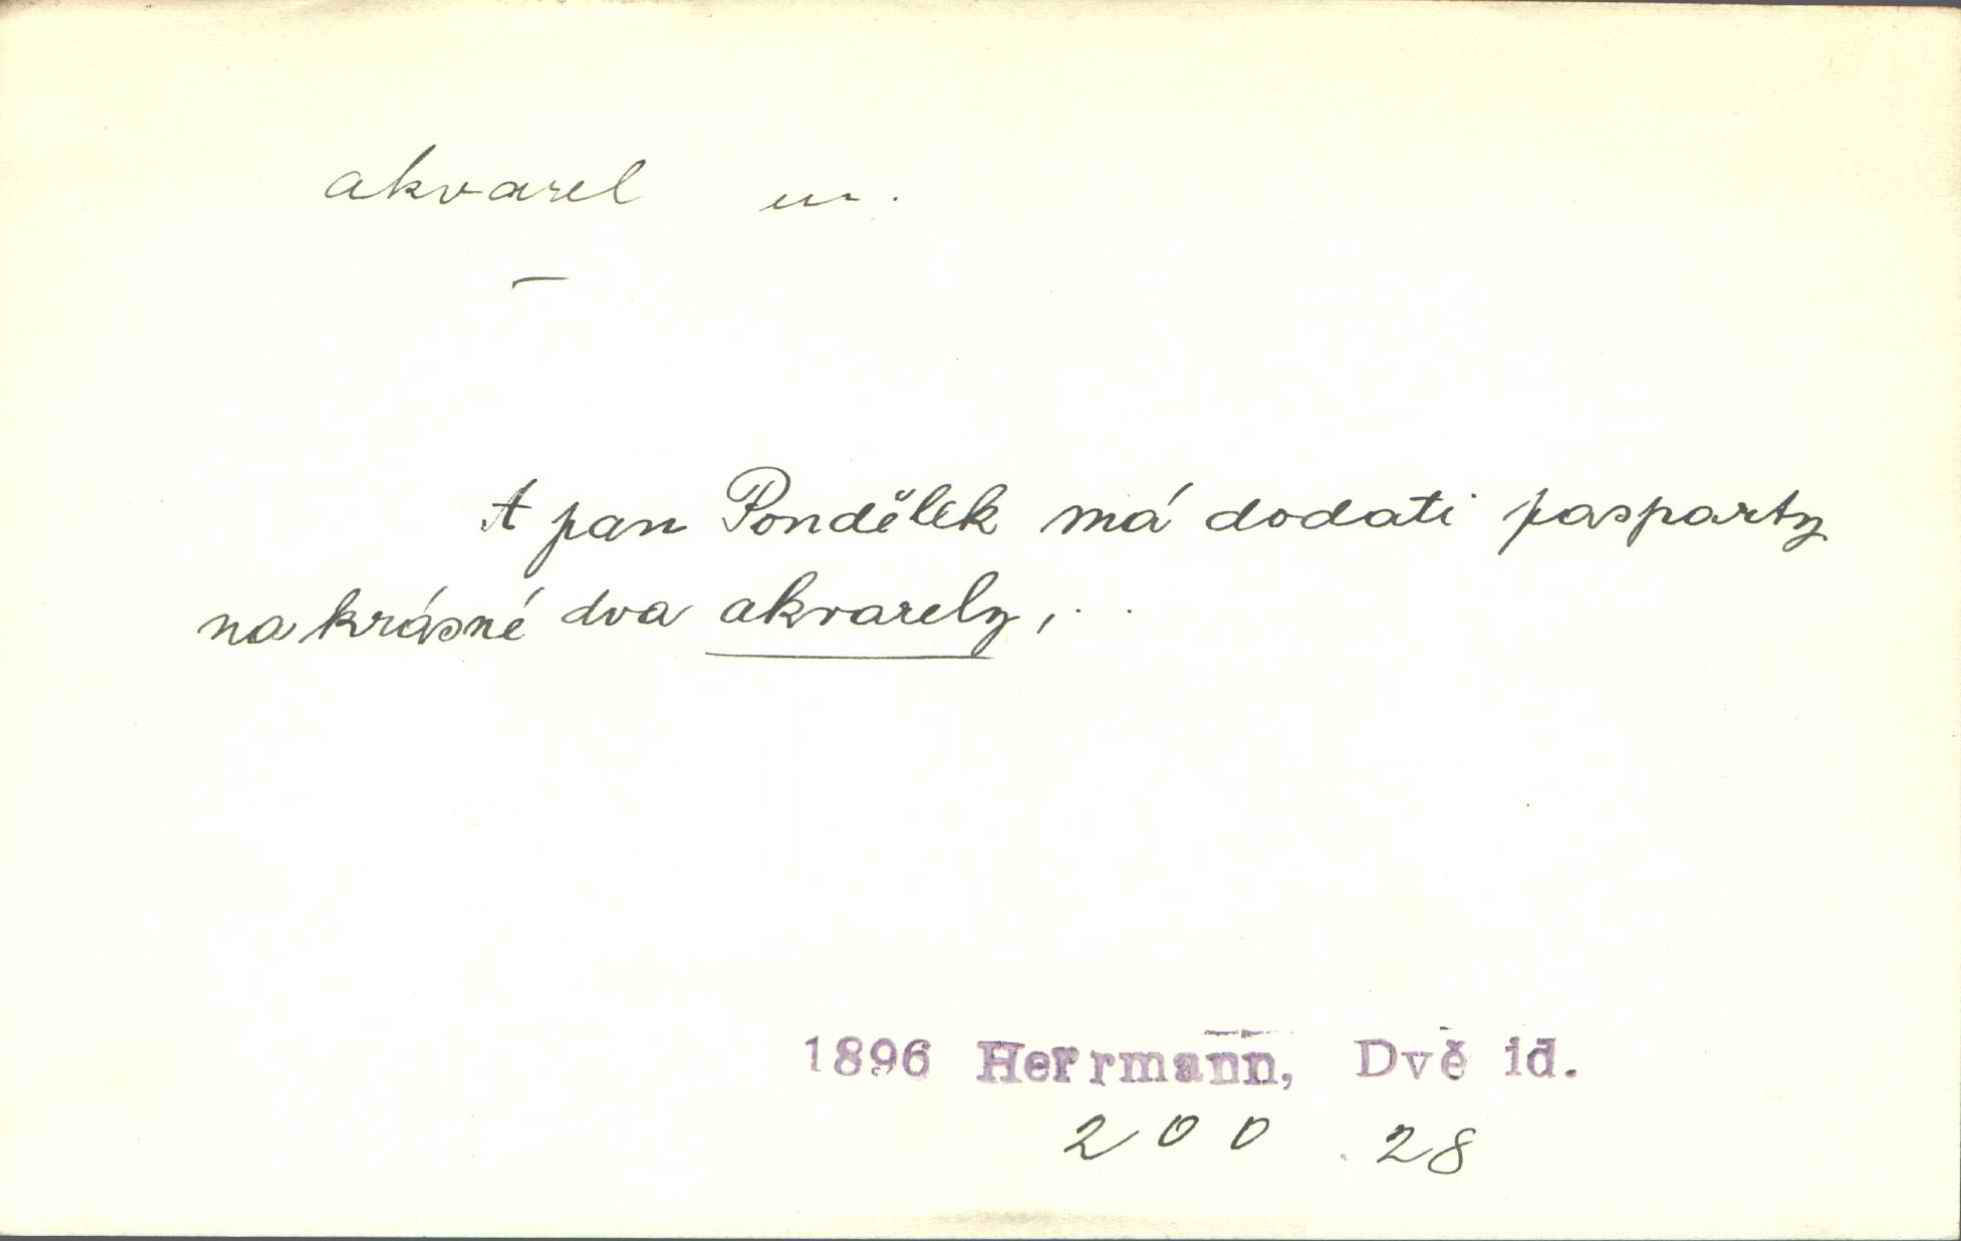 akvarel m.
A pan Pondělek má dodati pasparty
na krásné dva akvarely, . .
1896 Herrmann, Dvě id.
200 28